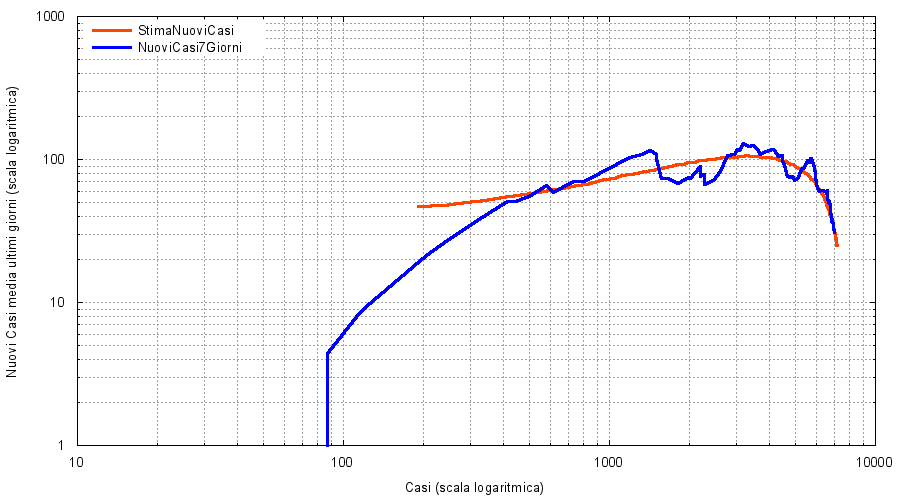 1000
StimaNuoviCasi
NuoviCasi7Giorni
100
10
1
Nuovi Casi media ultimi giorni (scala logaritmica)
10
100
1000
10000
Casi (scala logaritmica)